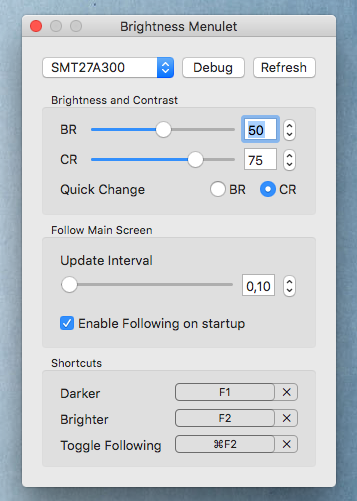 Brightness Menulet
SMT27A300 Debug Refresh
Brightness and Contrast
BR 50
CR 75
Quick Change BR CR
Follow Main Screen
Update Interval
0,10
Enable Following on startup
Shortcuts
Darker F1 ×
Brighter F2 ×
Toggle Following ⌘F2 ×